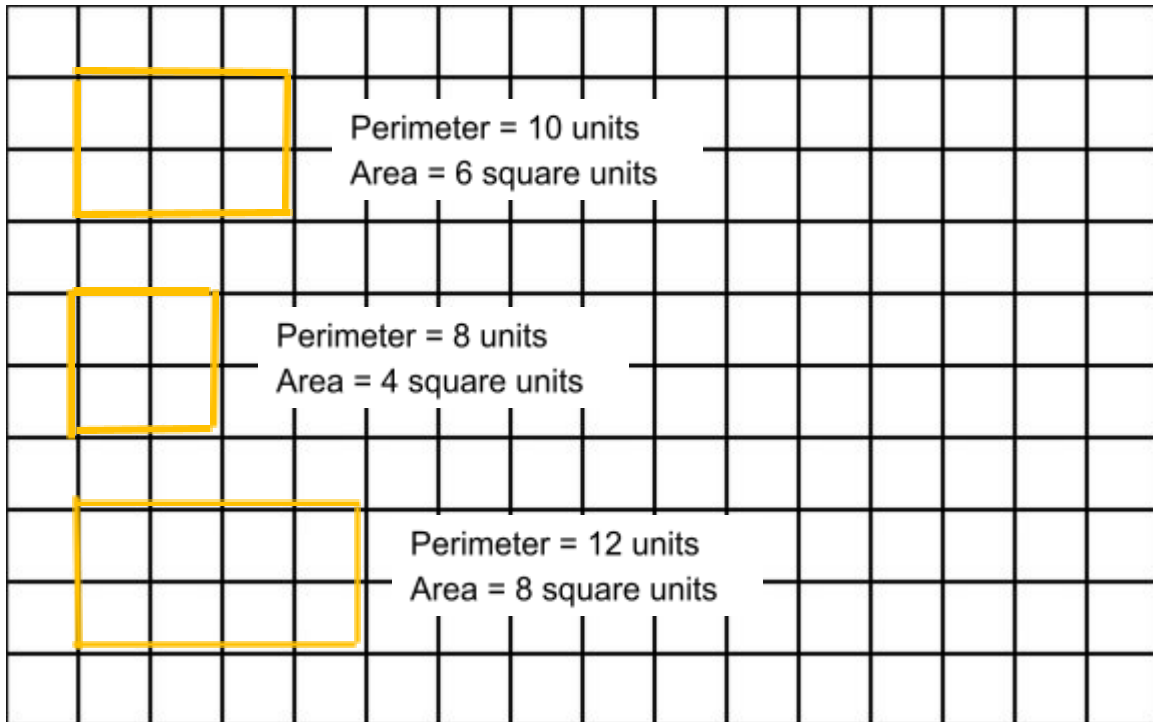 Perimeter = 10 units
Area = 6 square units
Perimeter = 8 units
Area = 4 square units
Perimeter = 12 units
Area = 8 square units